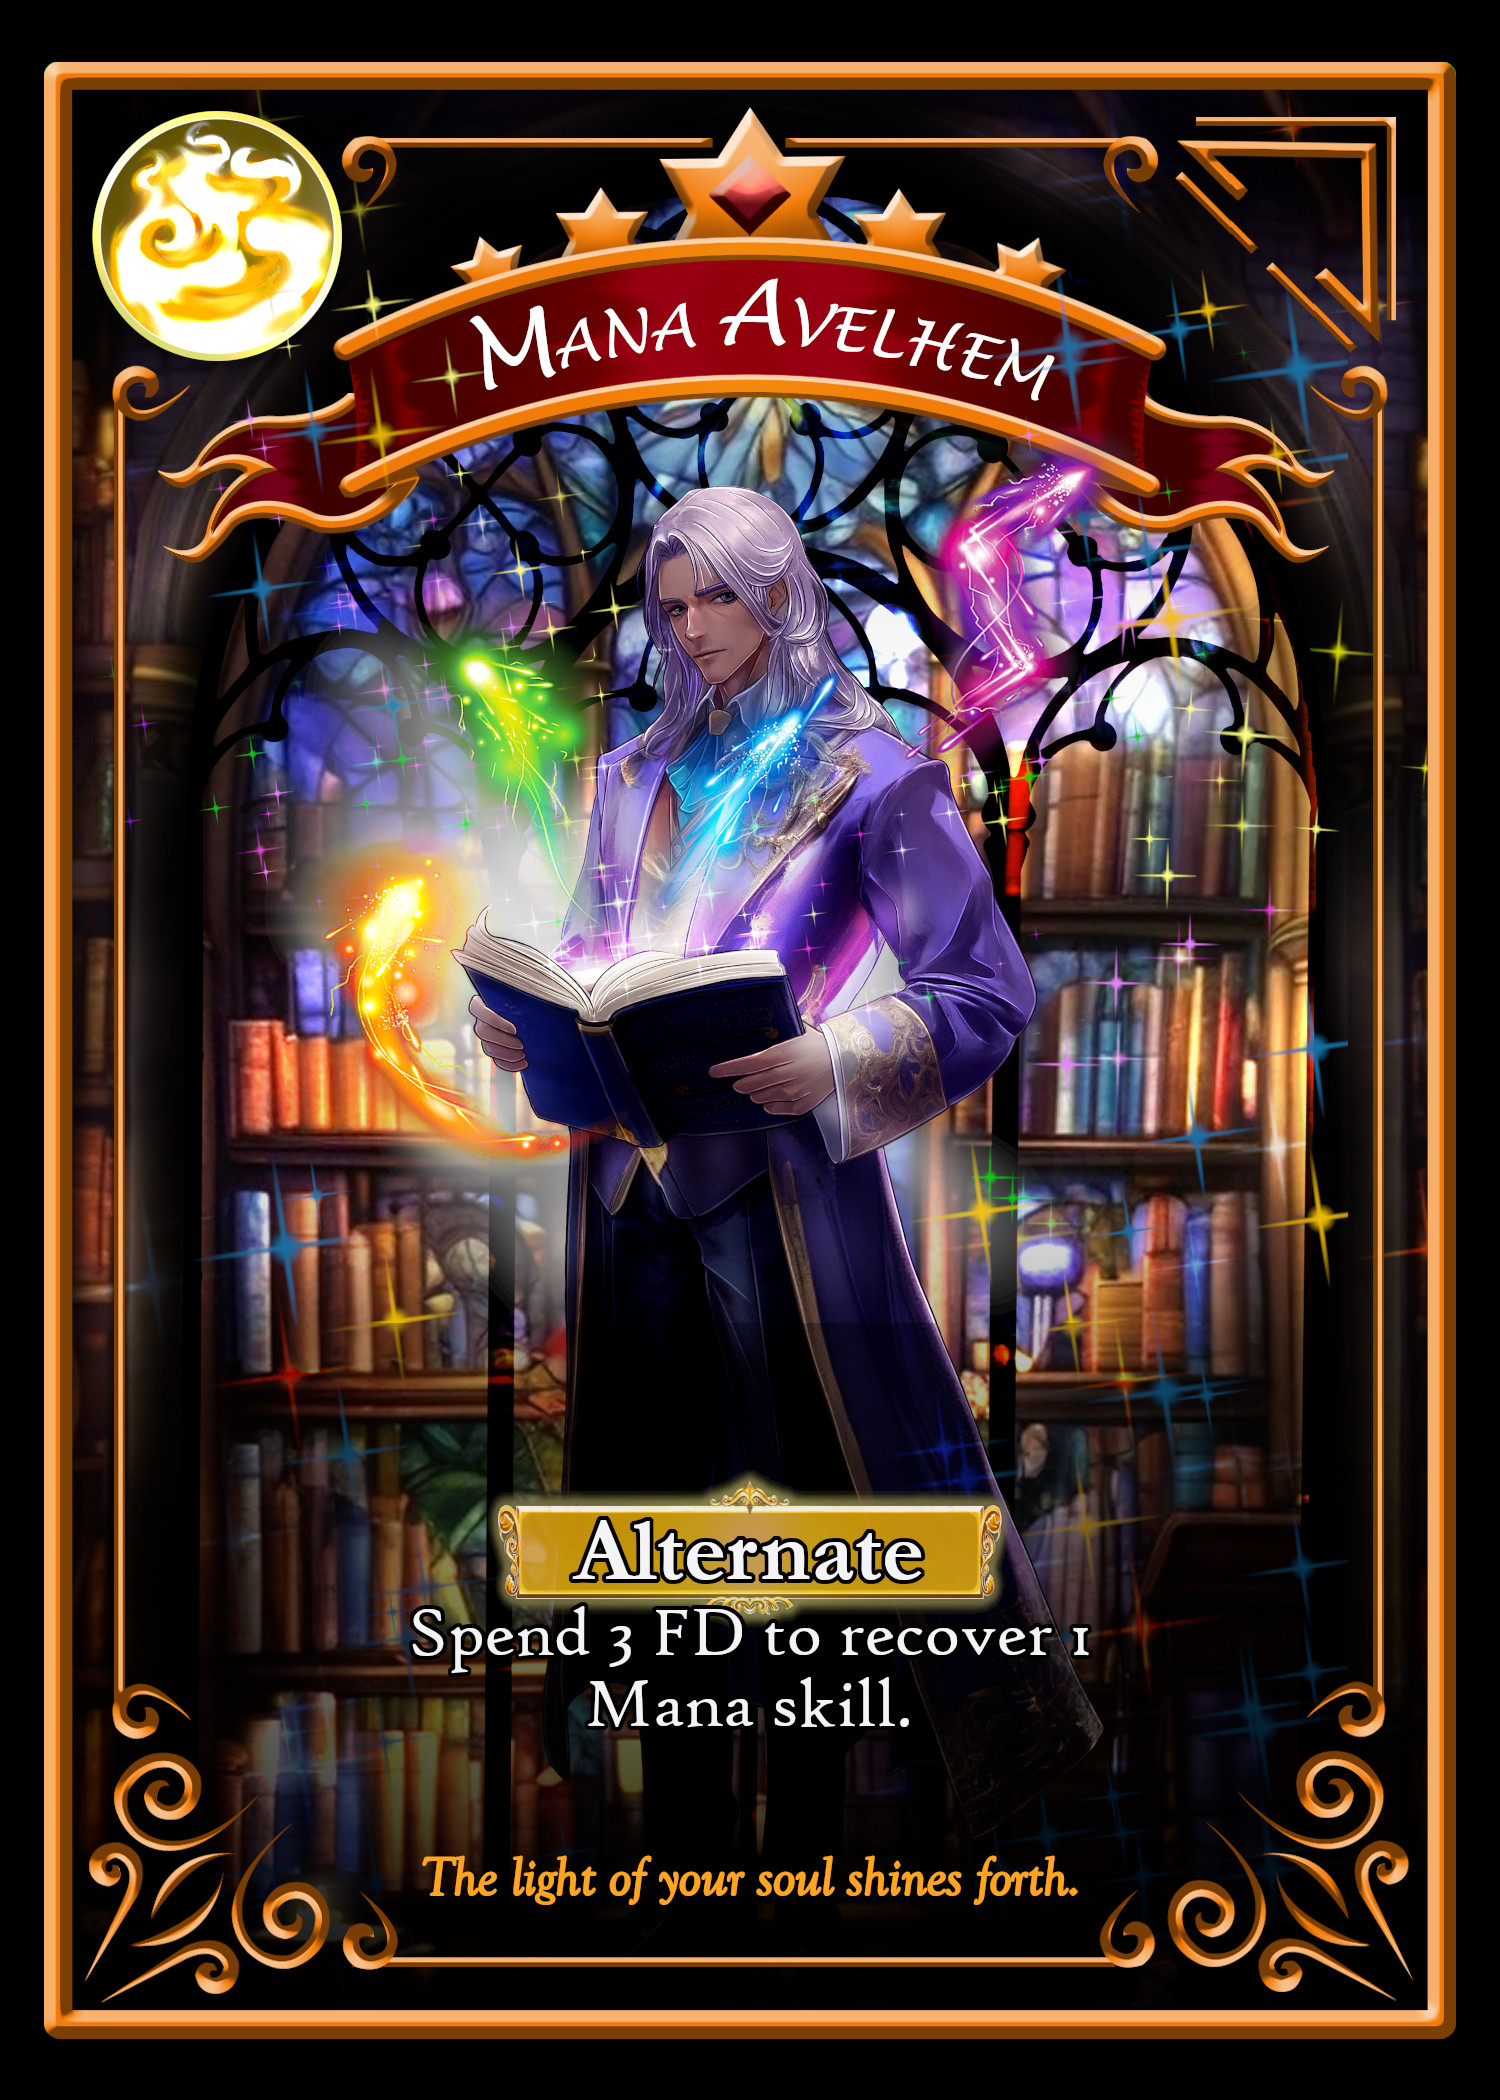 Mana Avelhem
Alternate
Spend 3 FD to recover 1
Mana skill.
The light of your soul shines forth.